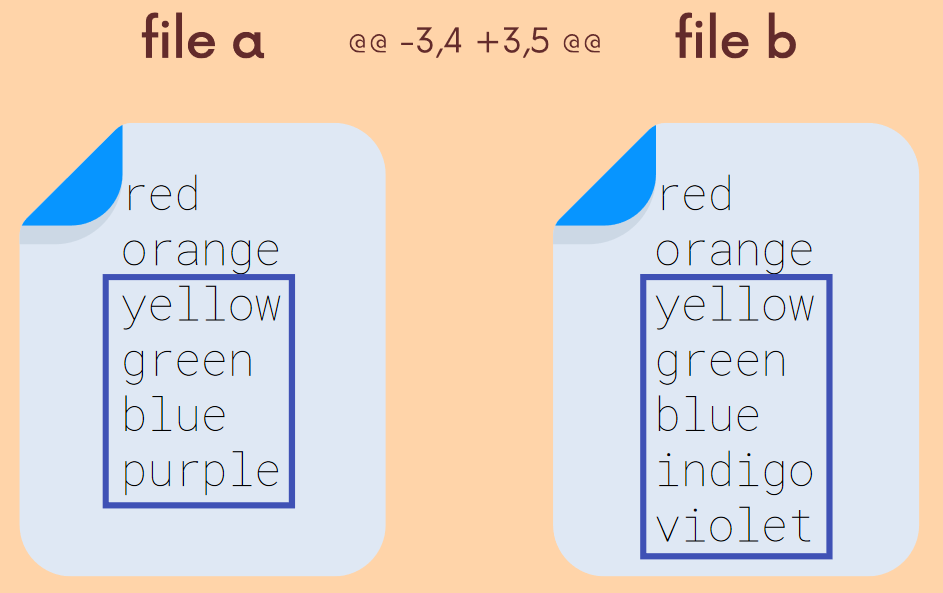 file a @@ -3,4 +3,5 @@ file b
red
orange
yellow
green
blue
purple
red
orange
yellow
green
blue
indigo
violet